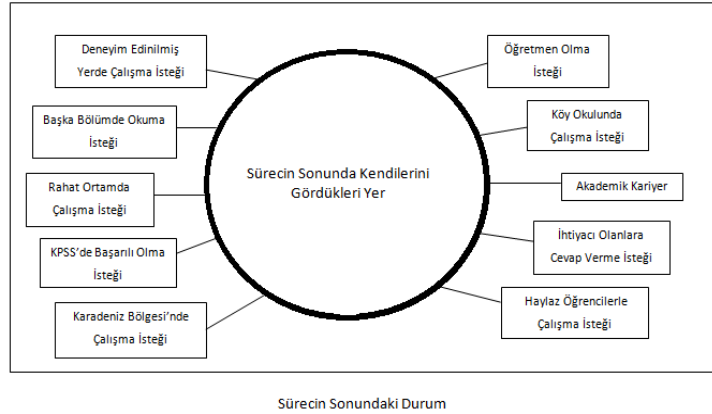 Deneyim Edinilmiş
Yerde Çalışma İsteği
Başka Bölümde Okuma
İsteği
Rahat Ortamda
Çalışma İsteği
KPSS'de Başarılı Olma
İsteği
Karadeniz Bölgesi'nde
Çalışma İsteği
Sürecin Sonunda Kendilerini
Gördükleri Yer
Öğretmen Olma
İsteği
Köy Okulunda
Çalışma İsteği
Akademik Kariyer
İhtiyacı Olanlara
Cevap Verme İsteği
Haylaz Öğrencilerle
Çalışma İsteği
Sürecin Sonundaki Durum